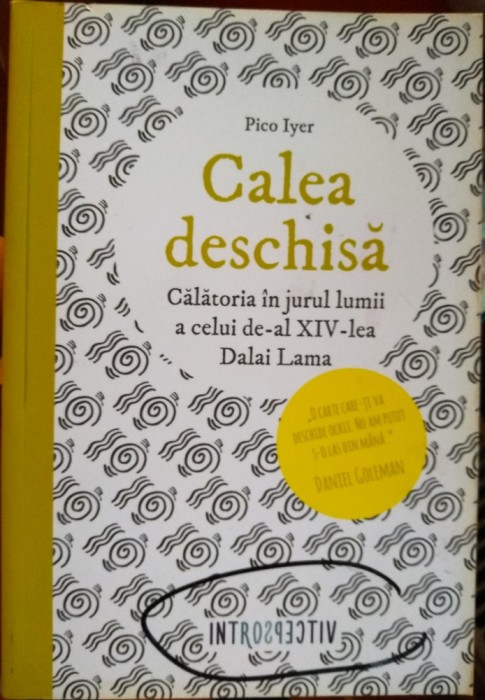 Pico Iyer
Calea
deschisă
Călătoria în jurul lumii
a celui de-al XIV-lea
Dalai Lama
„O CARTE CARE-ȚI VA
DESCHIDE OCHII. NU AM PUTUT
S-O LAS DIN MÂNĂ.”
DANIEL GOLEMAN
INTROSPECTIV